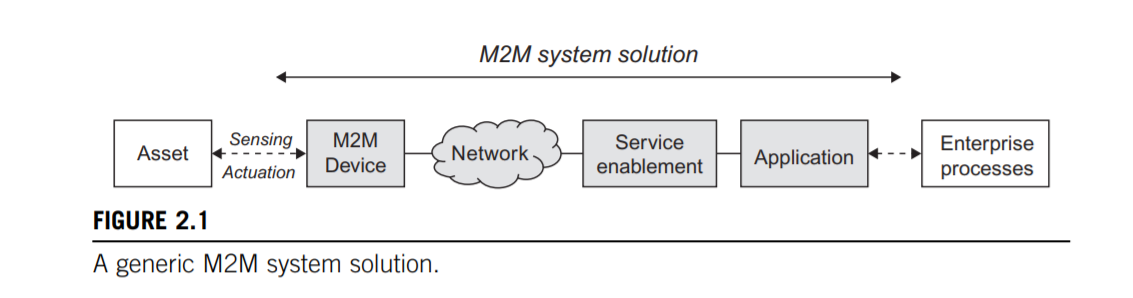 M2M system solution
Asset
Sensing
Actuation
M2M
Device
Network
Service
enablement
Application
Enterprise
processes
FIGURE 2.1
A generic M2M system solution.